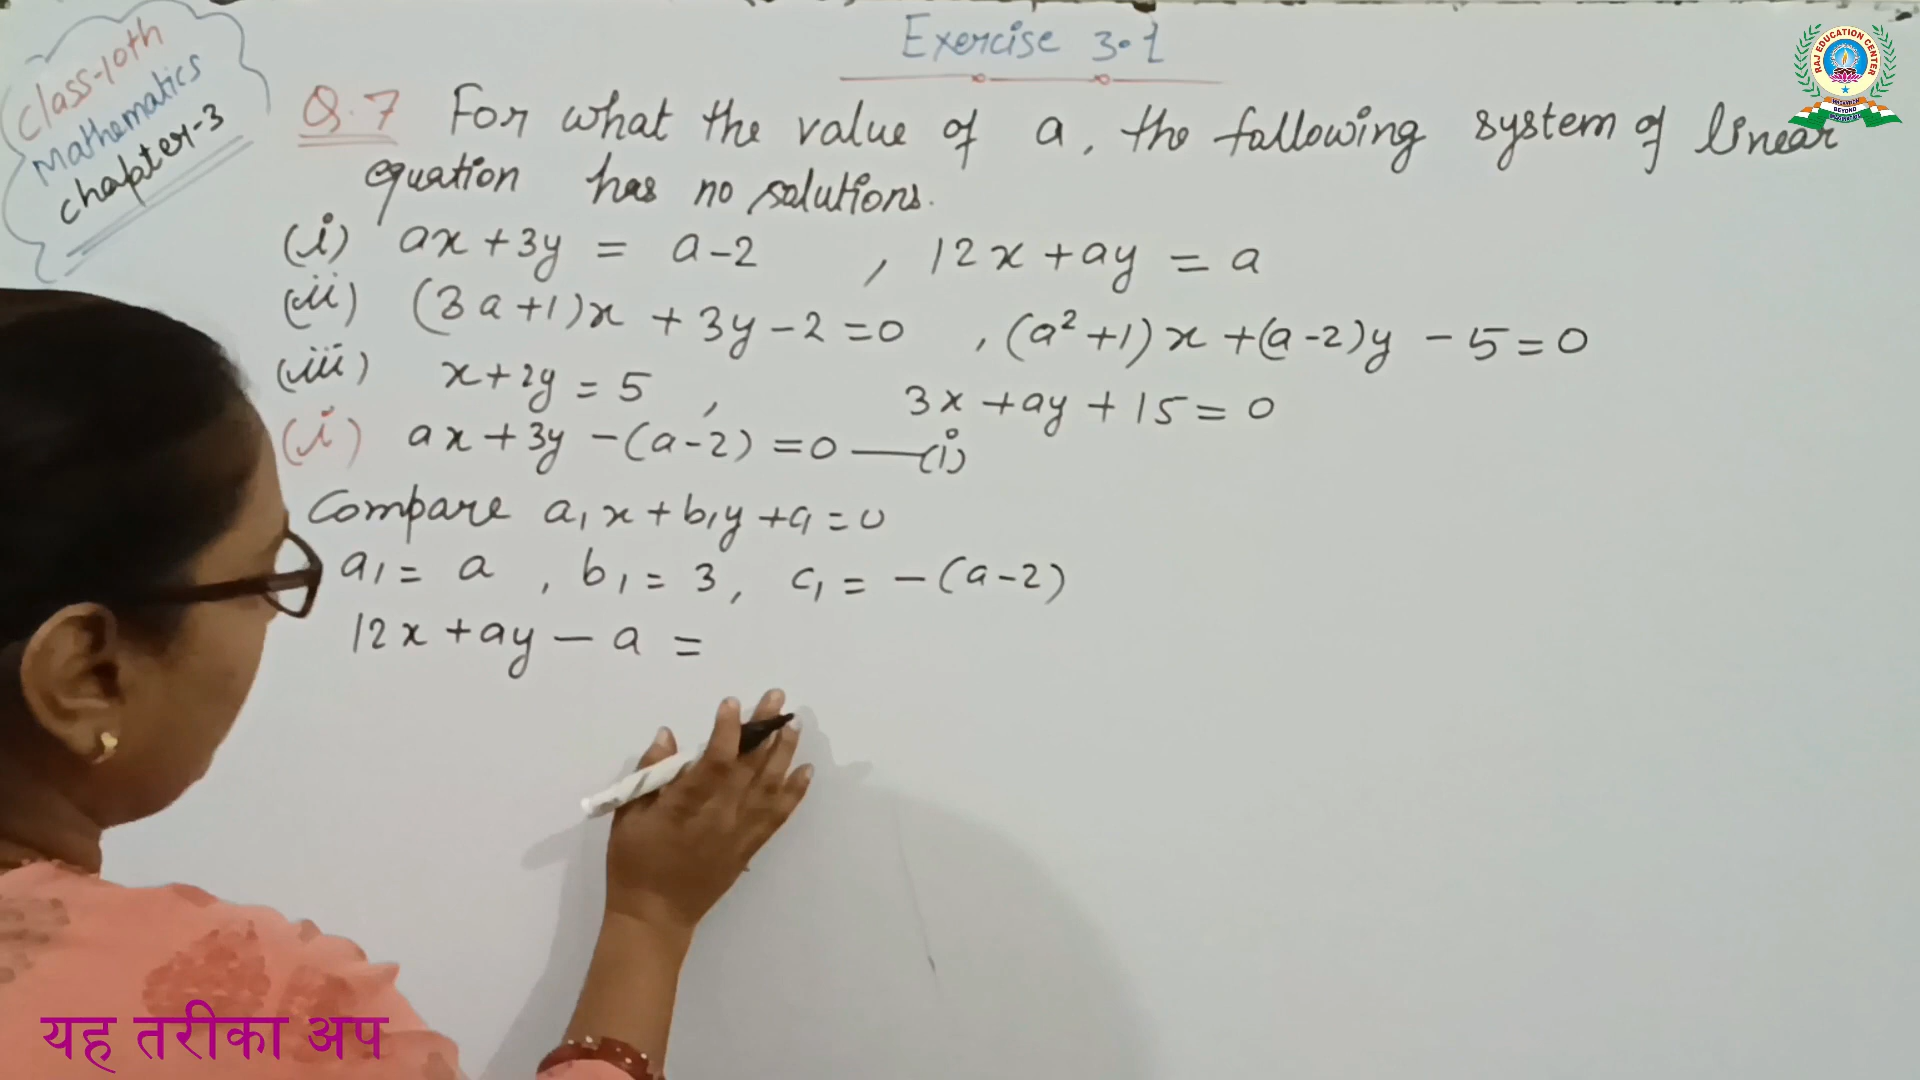 Exercise 3.1
Class-10th
Mathematics
Chapter-3
Q.7 For what the value of a, the following system of linear
equation has no solutions.
(i) ax + 3y = a-2 , 12x + ay = a
(ii) (3a+1)x + 3y - 2 = 0 , (a² + 1)x + (a-2)y - 5 = 0
(iii) x + 2y = 5 , 3x + ay + 15 = 0
(i) ax + 3y - (a-2) = 0 —(i)
Compare a₁x + b₁y + c₁ = 0
a₁ = a , b₁ = 3 , c₁ = -(a-2)
12x + ay - a =
RAJ EDUCATION CENTER
यह तरीका अप